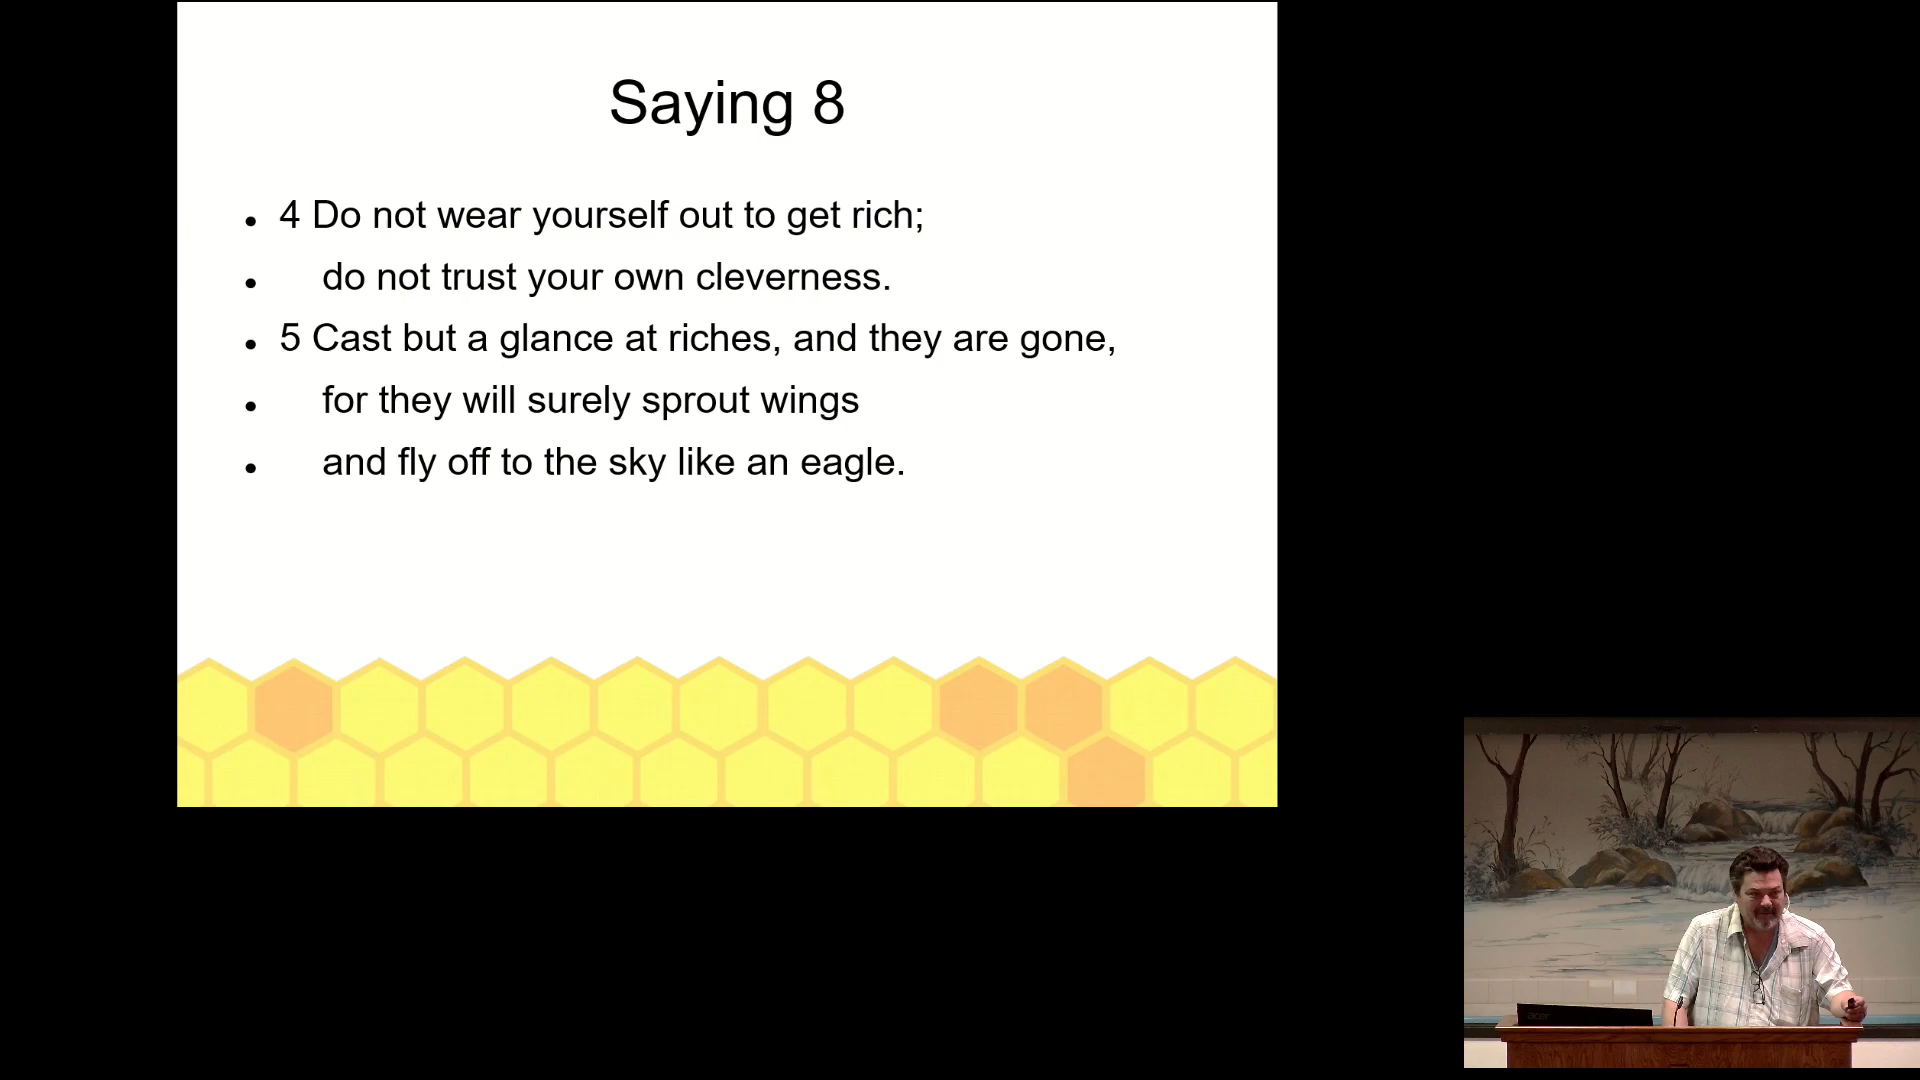 Saying 8
• 4 Do not wear yourself out to get rich;
• do not trust your own cleverness.
• 5 Cast but a glance at riches, and they are gone,
• for they will surely sprout wings
• and fly off to the sky like an eagle.
acer